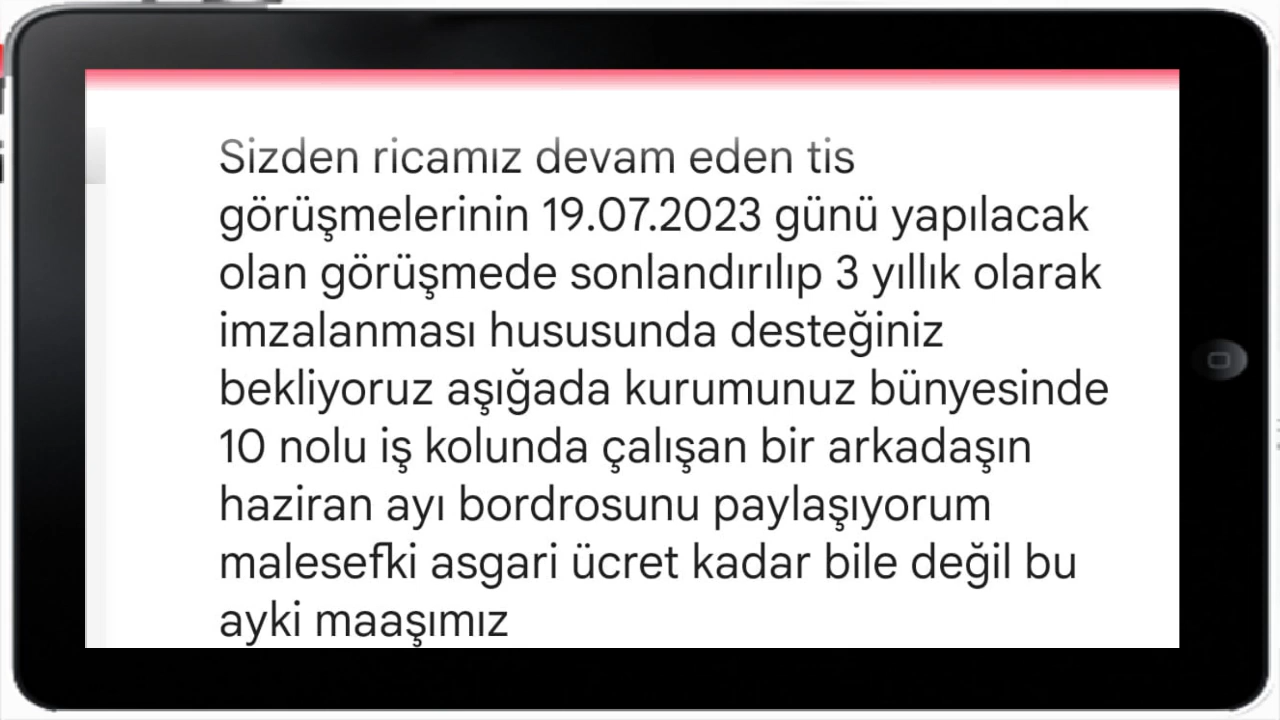 Sizden ricamız devam eden tis
görüşmelerinin 19.07.2023 günü yapılacak
olan görüşmede sonlandırılıp 3 yıllık olarak
imzalanması hususunda desteğiniz
bekliyoruz aşığada kurumunuz bünyesinde
10 nolu iş kolunda çalışan bir arkadaşın
haziran ayı bordrosunu paylaşıyorum
malesefki asgari ücret kadar bile değil bu
ayki maaşımız